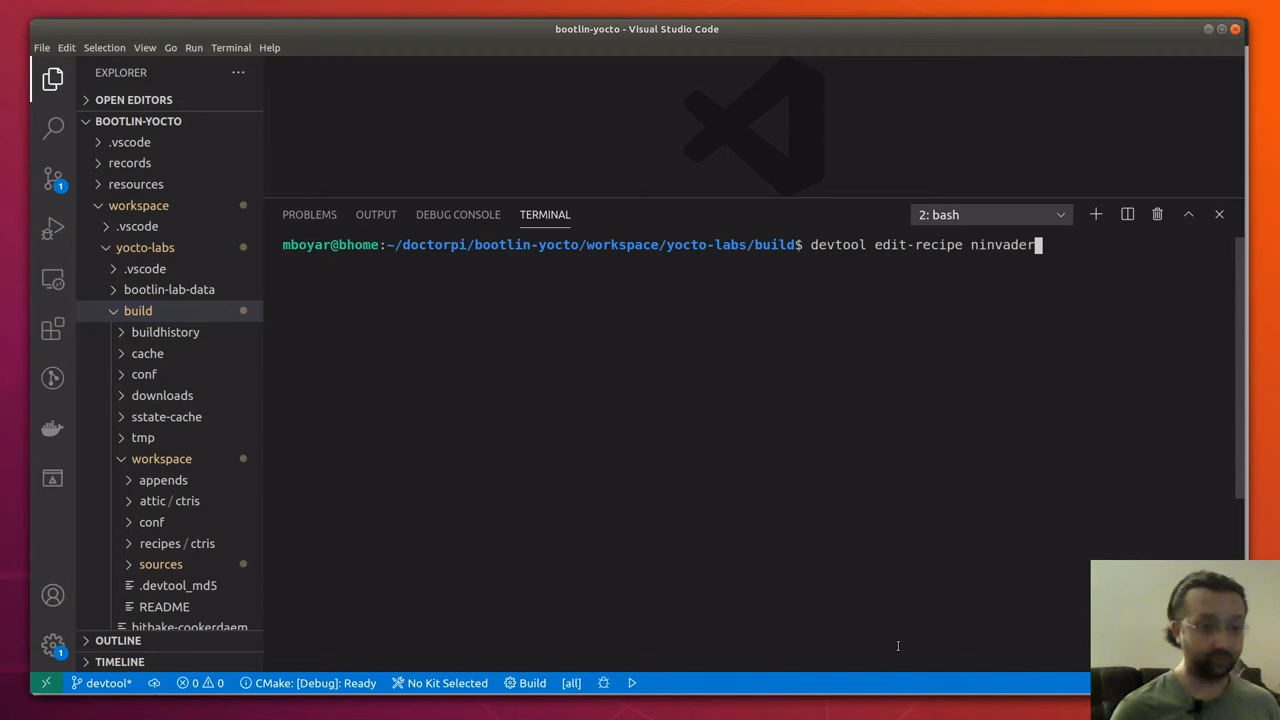 bootlin-yocto - Visual Studio Code
File Edit Selection View Go Run Terminal Help
EXPLORER
OPEN EDITORS
BOOTLIN-YOCTO
.vscode
records
resources
workspace
.vscode
yocto-labs
.vscode
bootlin-lab-data
build
buildhistory
cache
conf
downloads
sstate-cache
tmp
workspace
appends
attic / ctris
conf
recipes / ctris
sources
.devtool_md5
README
bitbake-cookerdaem
OUTLINE
TIMELINE
PROBLEMS OUTPUT DEBUG CONSOLE TERMINAL
2: bash
mboyar@bhome:~/doctorpi/bootlin-yocto/workspace/yocto-labs/build$ devtool edit-recipe ninvader
1
1
devtool* 0 0 CMake: [Debug]: Ready No Kit Selected Build [all]